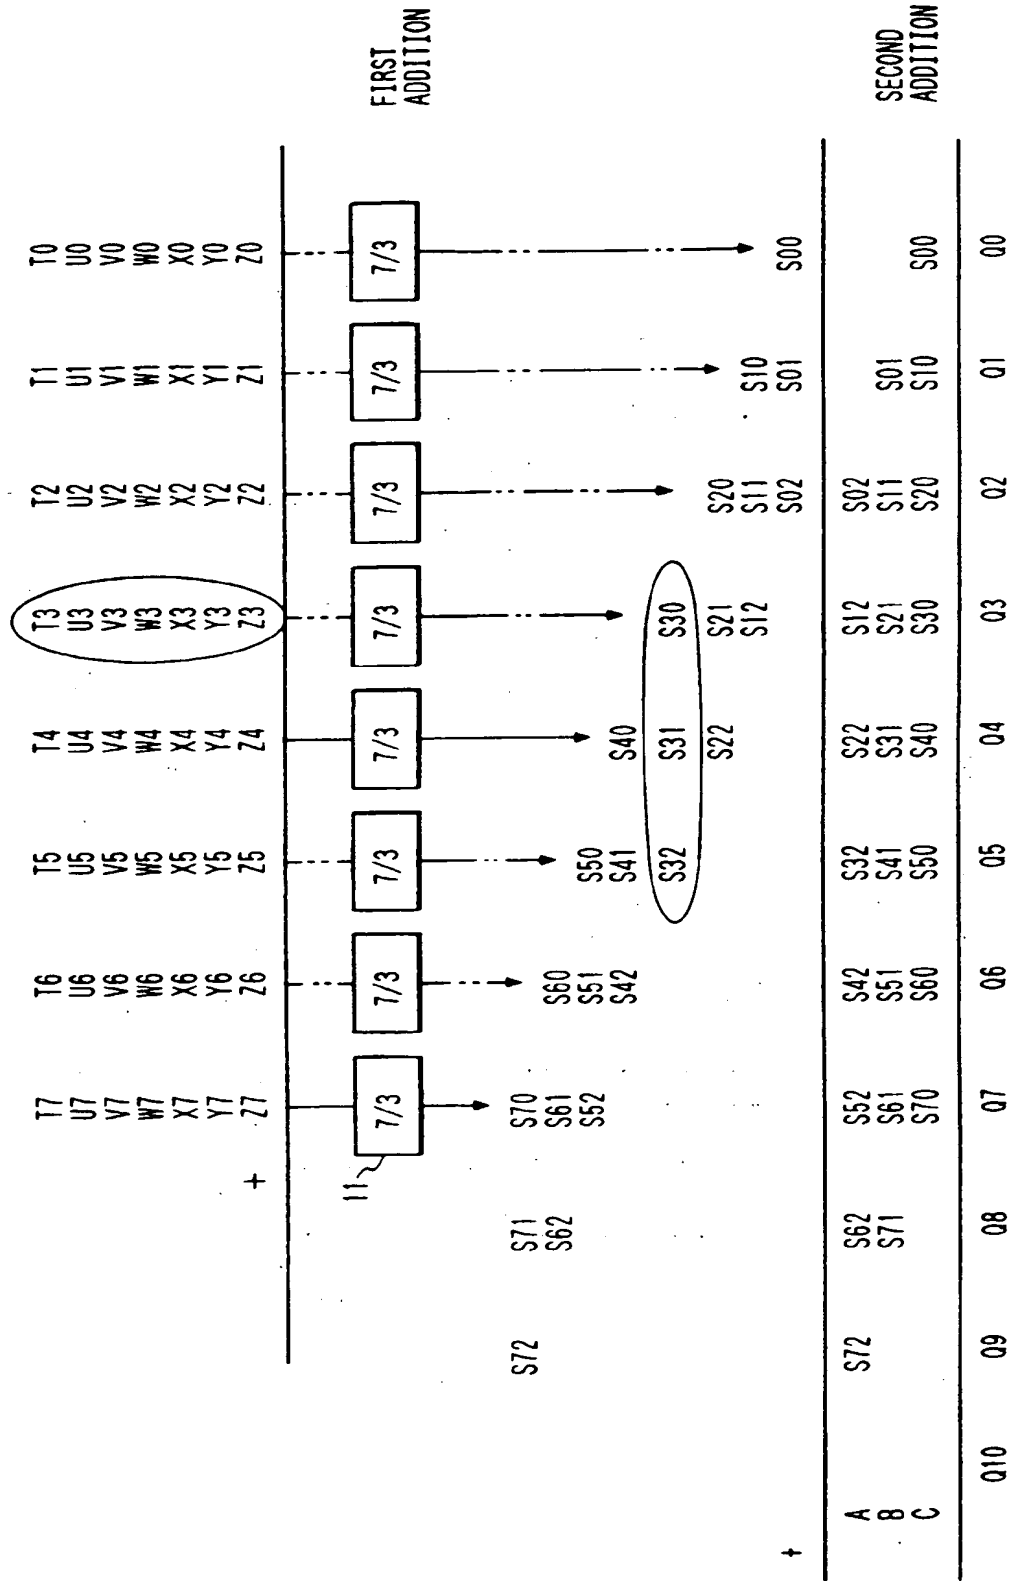 T7 T6 T5 T4 T3 T2 T1 T0
U7 U6 U5 U4 U3 U2 U1 U0
V7 V6 V5 V4 V3 V2 V1 V0
W7 W6 W5 W4 W3 W2 W1 W0
X7 X6 X5 X4 X3 X2 X1 X0
Y7 Y6 Y5 Y4 Y3 Y2 Y1 Y0
+ Z7 Z6 Z5 Z4 Z3 Z2 Z1 Z0
11
7/3 7/3 7/3 7/3 7/3 7/3 7/3 7/3 FIRST
ADDITION
S72 S71 S70
S62 S61 S60
S52 S51 S50
S42 S41 S40
S32 S31 S30
S22 S21 S20
S12 S11 S10
+ S02 S01 S00
A S72 S62 S52 S42 S32 S22 S12 S02
B S71 S61 S51 S41 S31 S21 S11 S01 SECOND
C S70 S60 S50 S40 S30 S20 S10 S00 ADDITION
Q10 Q9 Q8 Q7 Q6 Q5 Q4 Q3 Q2 Q1 Q0